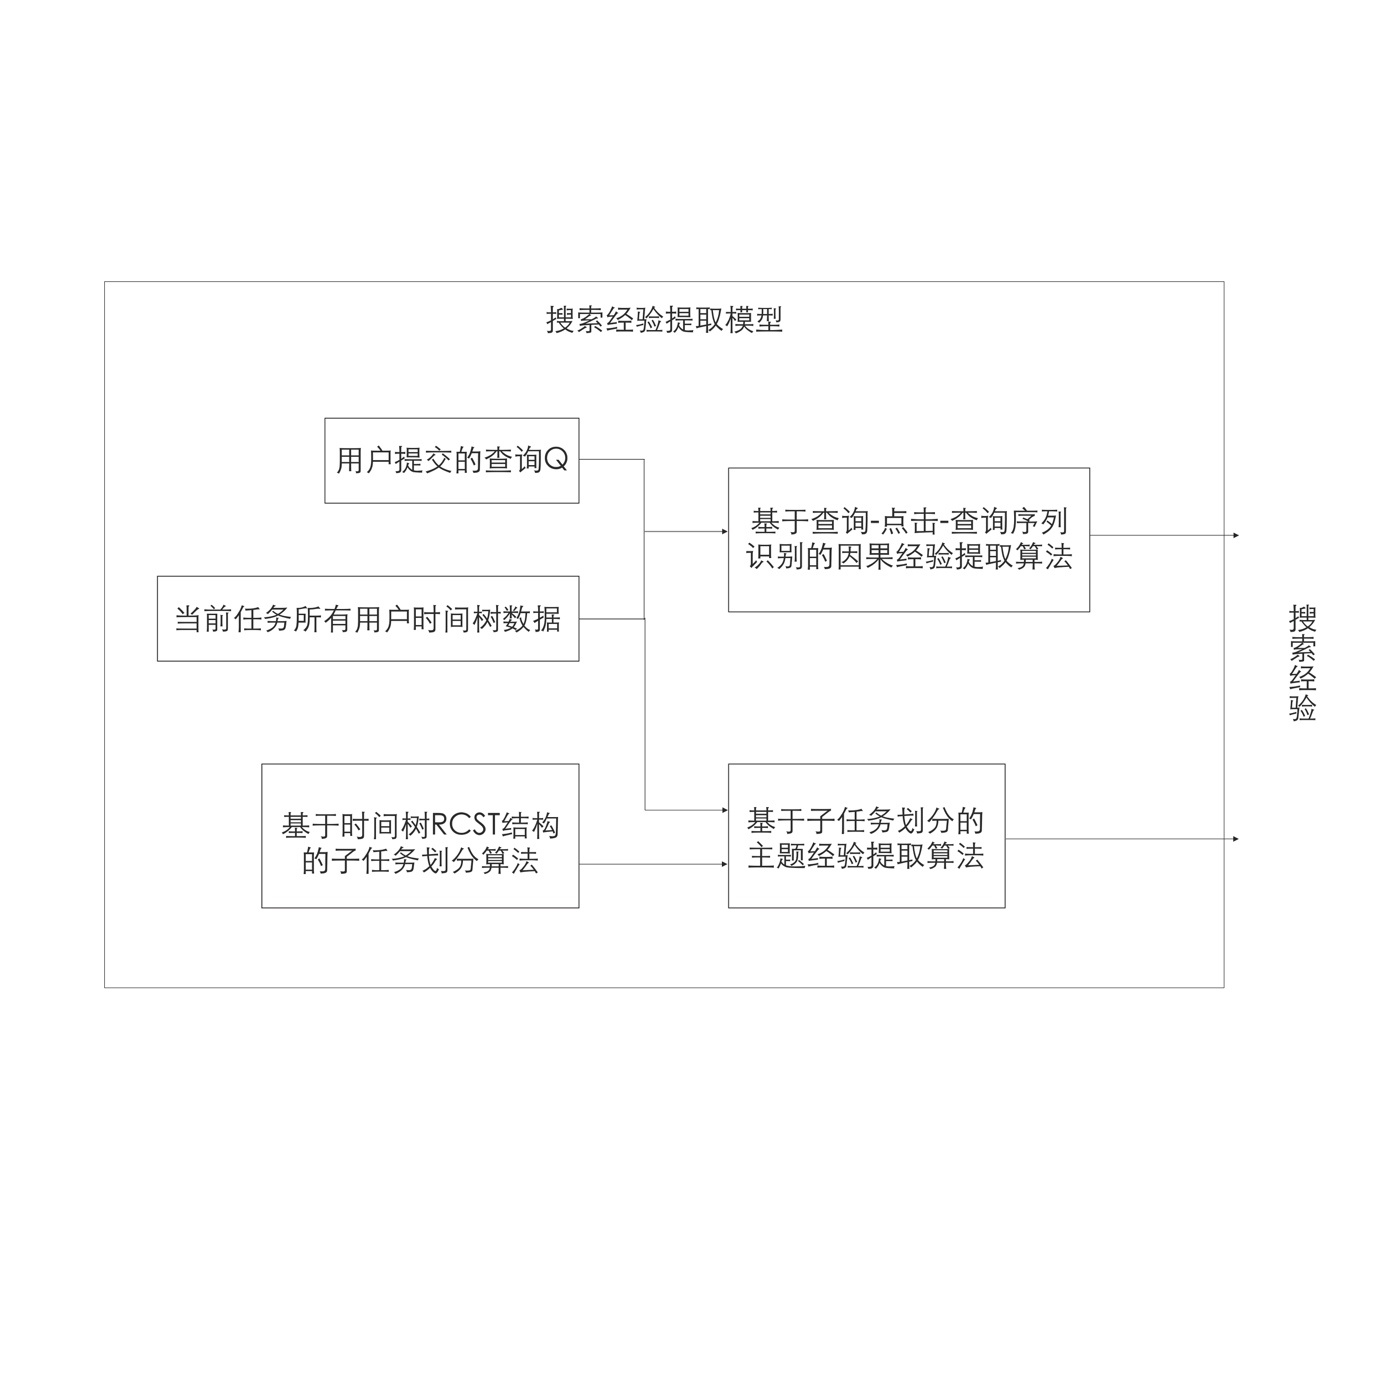 搜索经验提取模型
用户提交的查询Q
基于查询-点击-查询序列
识别的因果经验提取算法
当前任务所有用户时间树数据
搜索经验
基于时间树RCST结构
的子任务划分算法
基于子任务划分的
主题经验提取算法